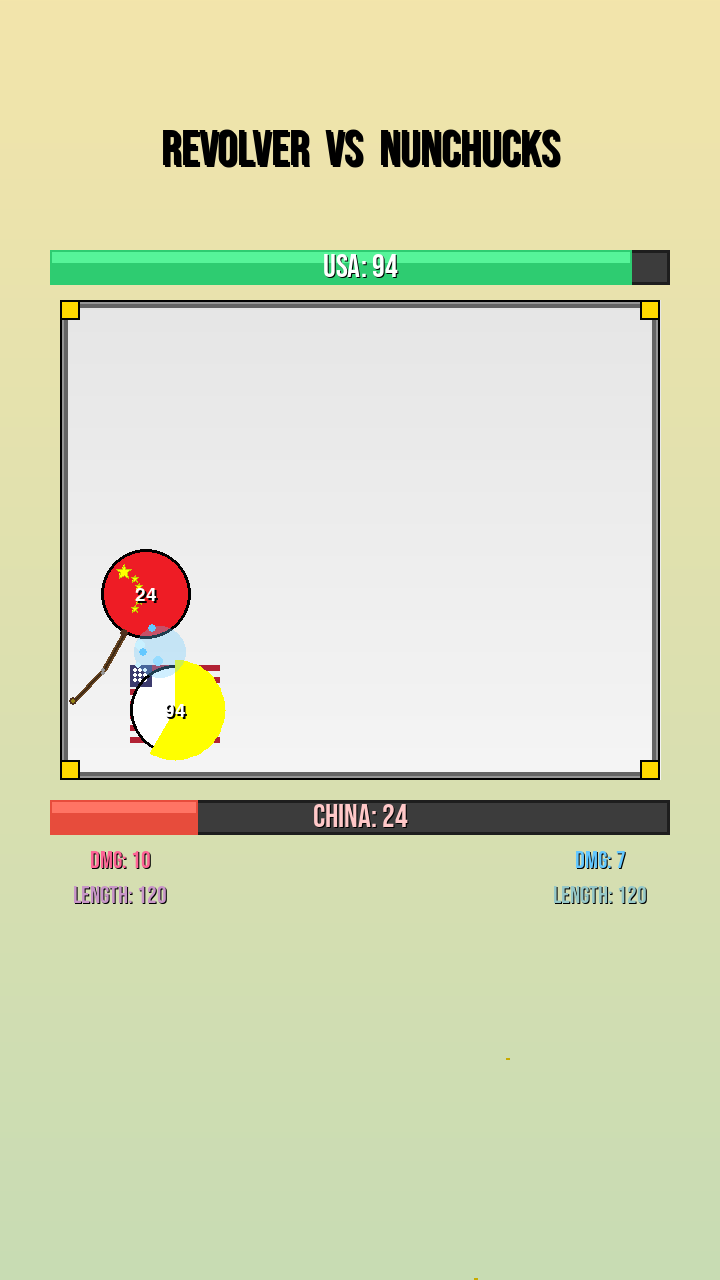 REVOLVER VS NUNCHUCKS
USA: 94
24
94
CHINA: 24
DMG: 10
DMG: 7
LENGTH: 120
LENGTH: 120